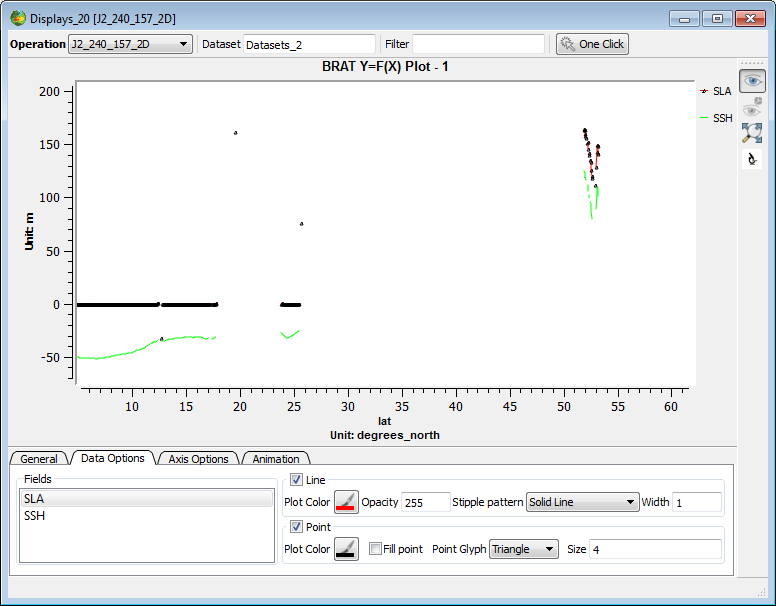 Displays_20 [J2_240_157_2D]
Operation J2_240_157_2D Dataset Datasets_2 Filter One Click
BRAT Y=F(X) Plot - 1
SLA
SSH
200
150
100
50
0
-50
Unit: m
10 15 20 25 30 35 40 45 50 55 60
lat
Unit: degrees_north
General Data Options Axis Options Animation
Fields
SLA
SSH
Line
Plot Color Opacity 255 Stipple pattern Solid Line Width 1
Point
Plot Color Fill point Point Glyph Triangle Size 4